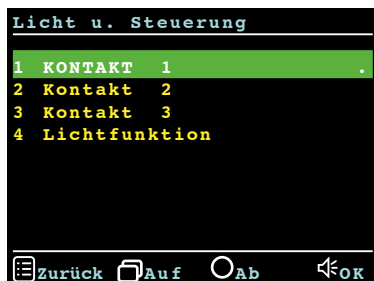 Licht u. Steuerung
1 KONTAKT 1 .
2 Kontakt 2
3 Kontakt 3
4 Lichtfunktion
Zurück Auf Ab OK